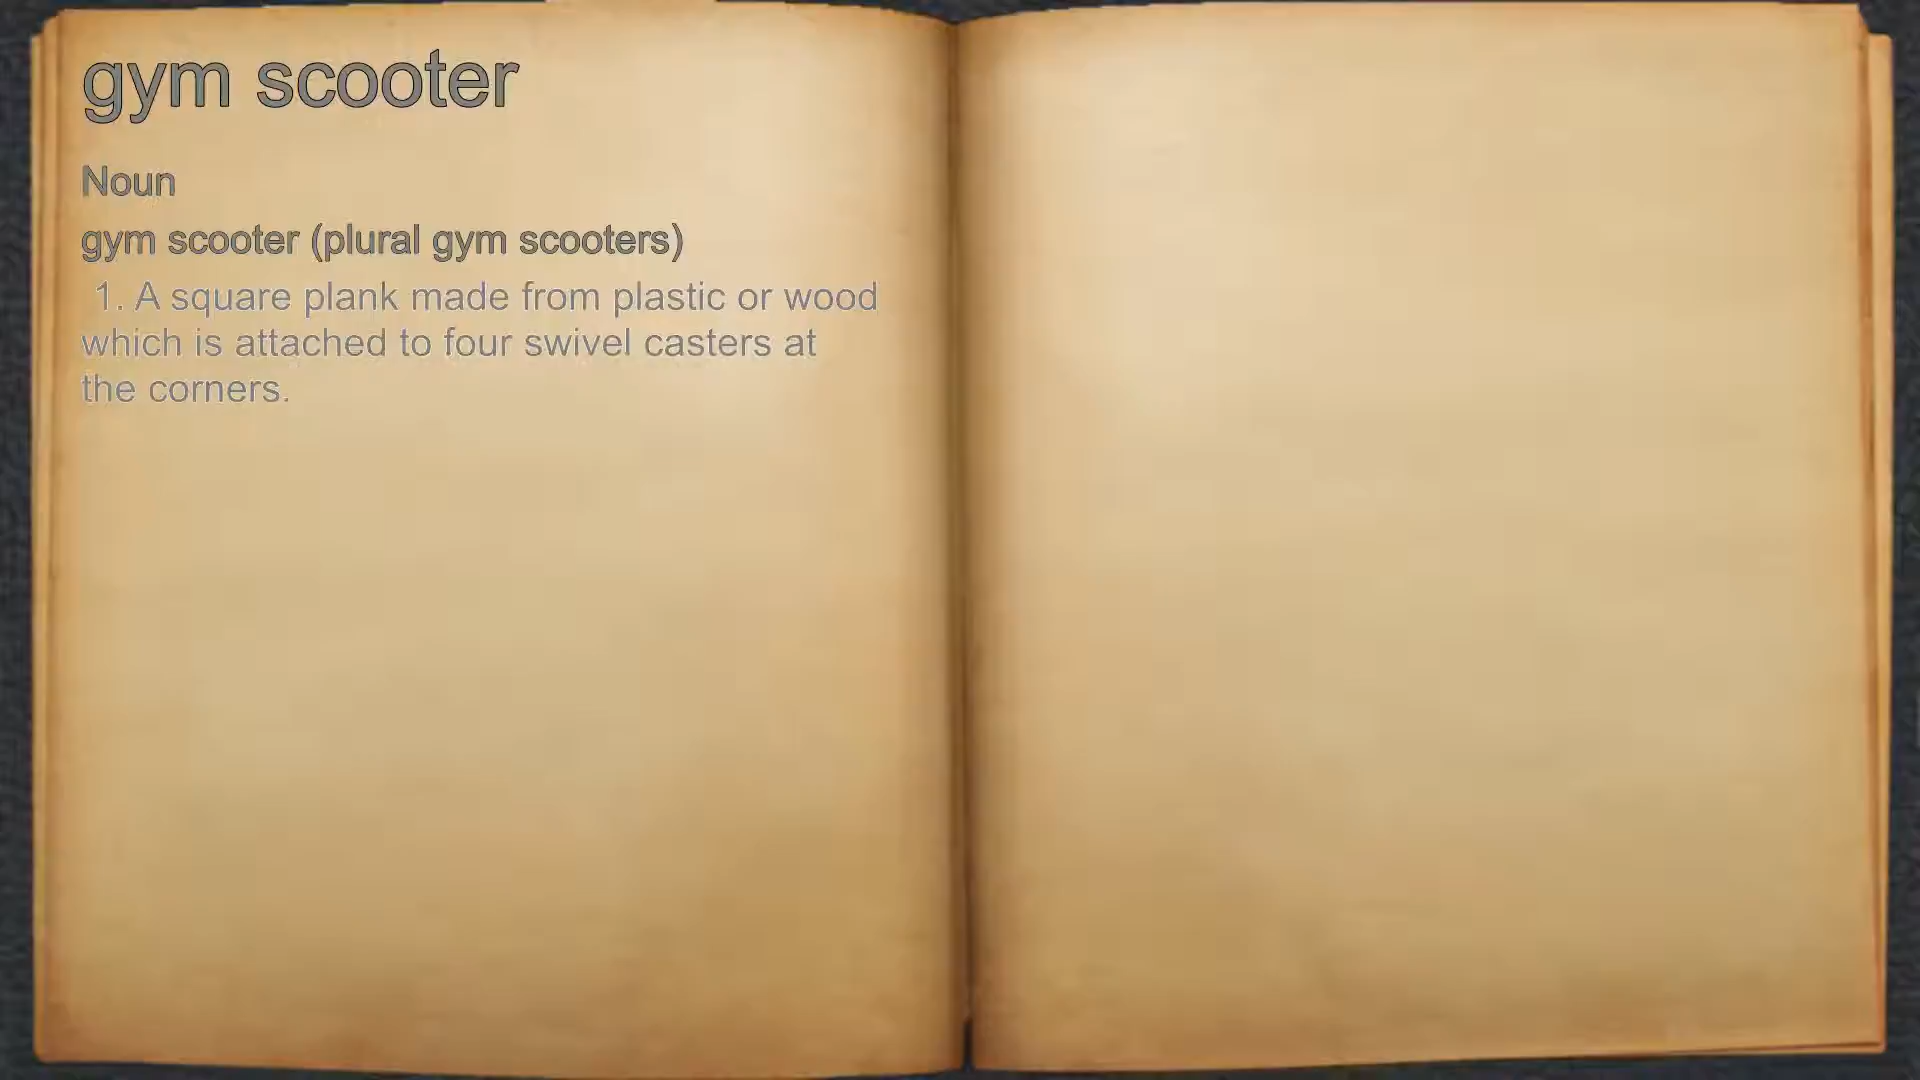 gym scooter
Noun
gym scooter (plural gym scooters)
1. A square plank made from plastic or wood
which is attached to four swivel casters at
the corners.